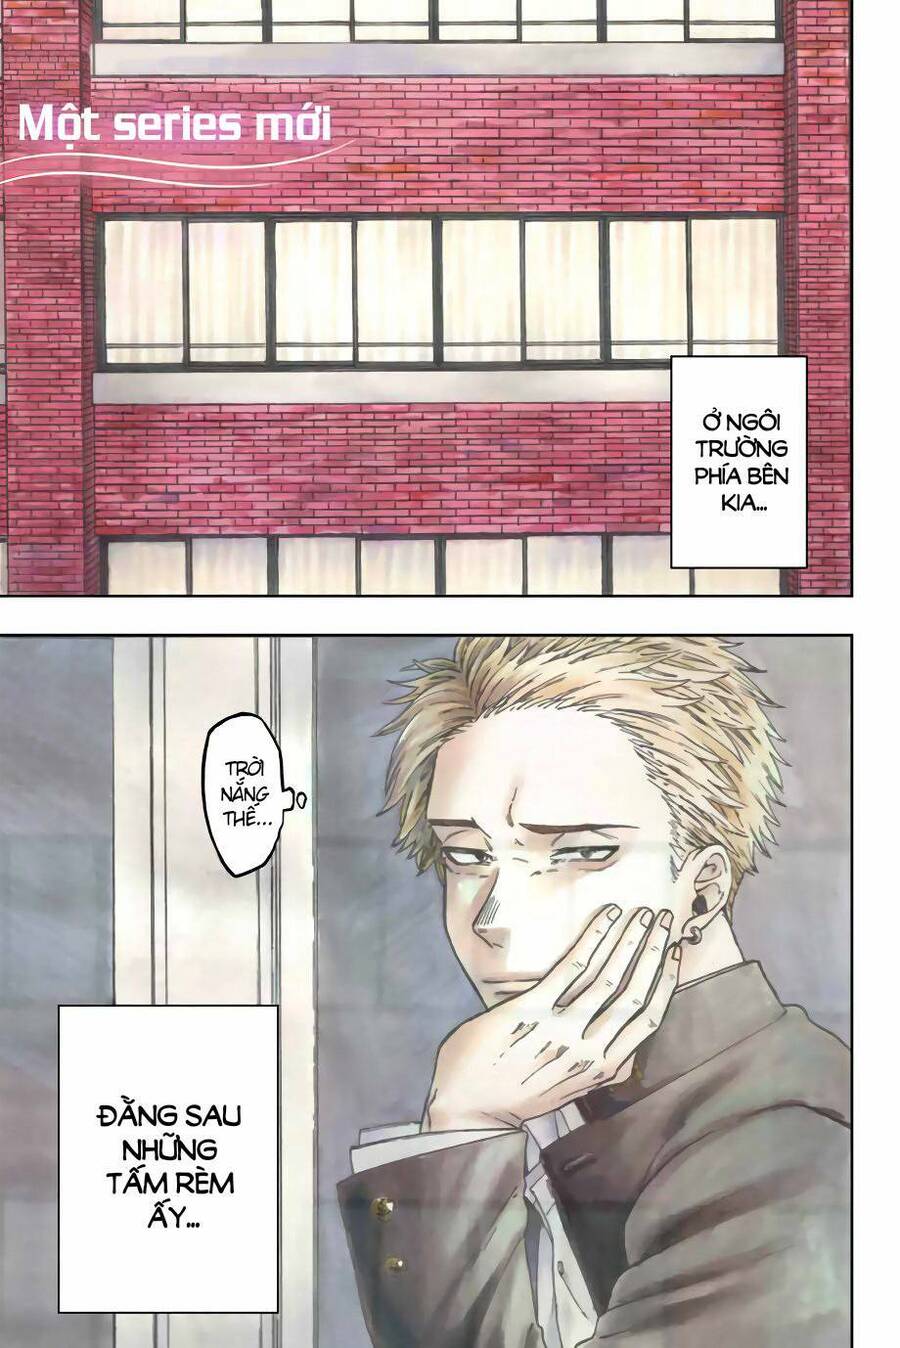 Một series mới
Ở NGÔI
TRƯỜNG
PHÍA BÊN
KIA...
TRỜI
NẮNG
THẾ...
ĐẰNG SAU
NHỮNG
TẤM RÈM
ẤY...